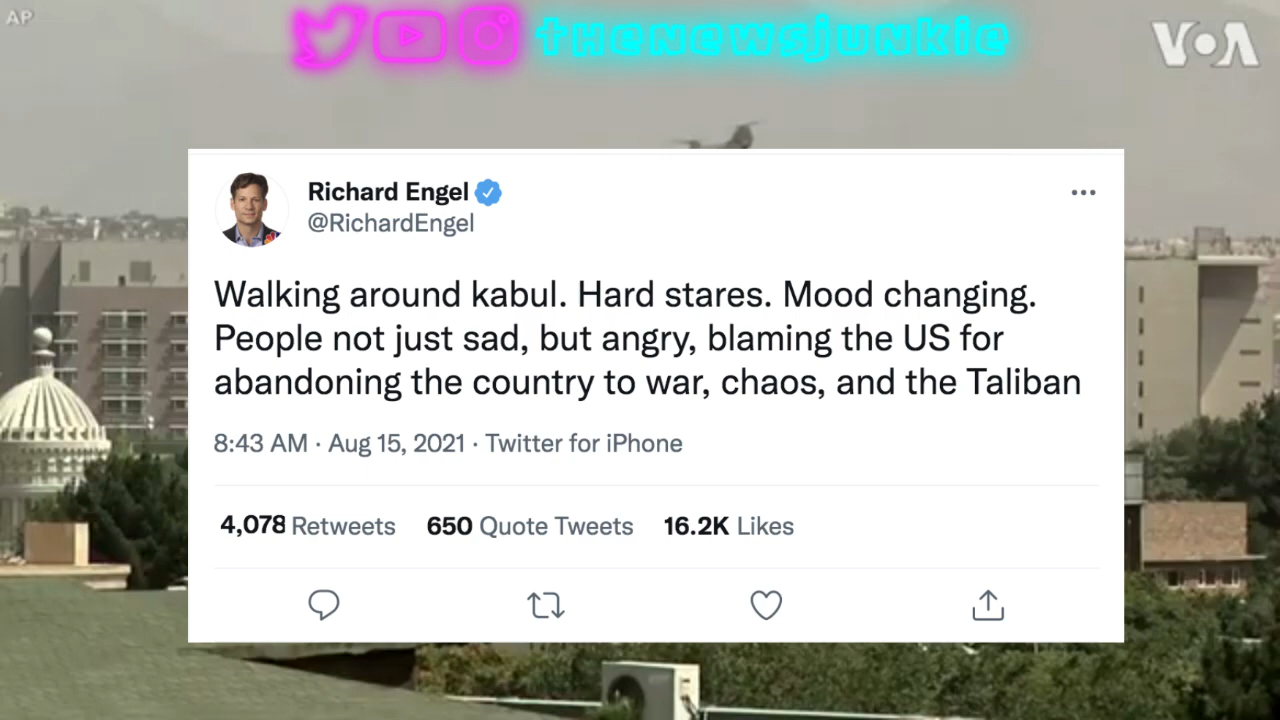 AP
thenewsjunkie
VOA
Richard Engel
@RichardEngel
Walking around kabul. Hard stares. Mood changing.
People not just sad, but angry, blaming the US for
abandoning the country to war, chaos, and the Taliban
8:43 AM · Aug 15, 2021 · Twitter for iPhone
4,078 Retweets 650 Quote Tweets 16.2K Likes